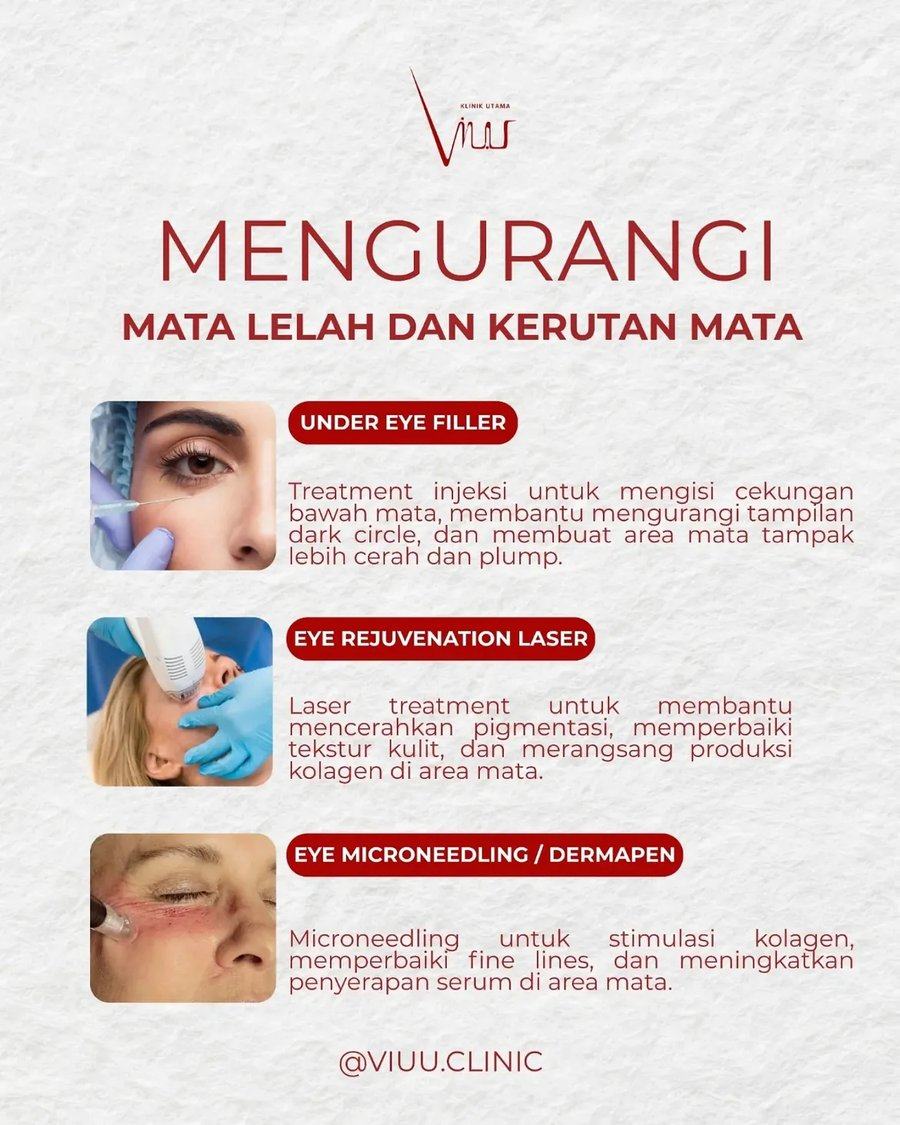 KLINIK UTAMA
Viuu
MENGURANGI
MATA LELAH DAN KERUTAN MATA
UNDER EYE FILLER
Treatment injeksi untuk mengisi cekungan
bawah mata, membantu mengurangi tampilan
dark circle, dan membuat area mata tampak
lebih cerah dan plump.
EYE REJUVENATION LASER
Laser treatment untuk membantu
mencerahkan pigmentasi, memperbaiki
tekstur kulit, dan merangsang produksi
kolagen di area mata.
EYE MICRONEEDLING / DERMAPEN
Microneedling untuk stimulasi kolagen,
memperbaiki fine lines, dan meningkatkan
penyerapan serum di area mata.
@VIUU.CLINIC